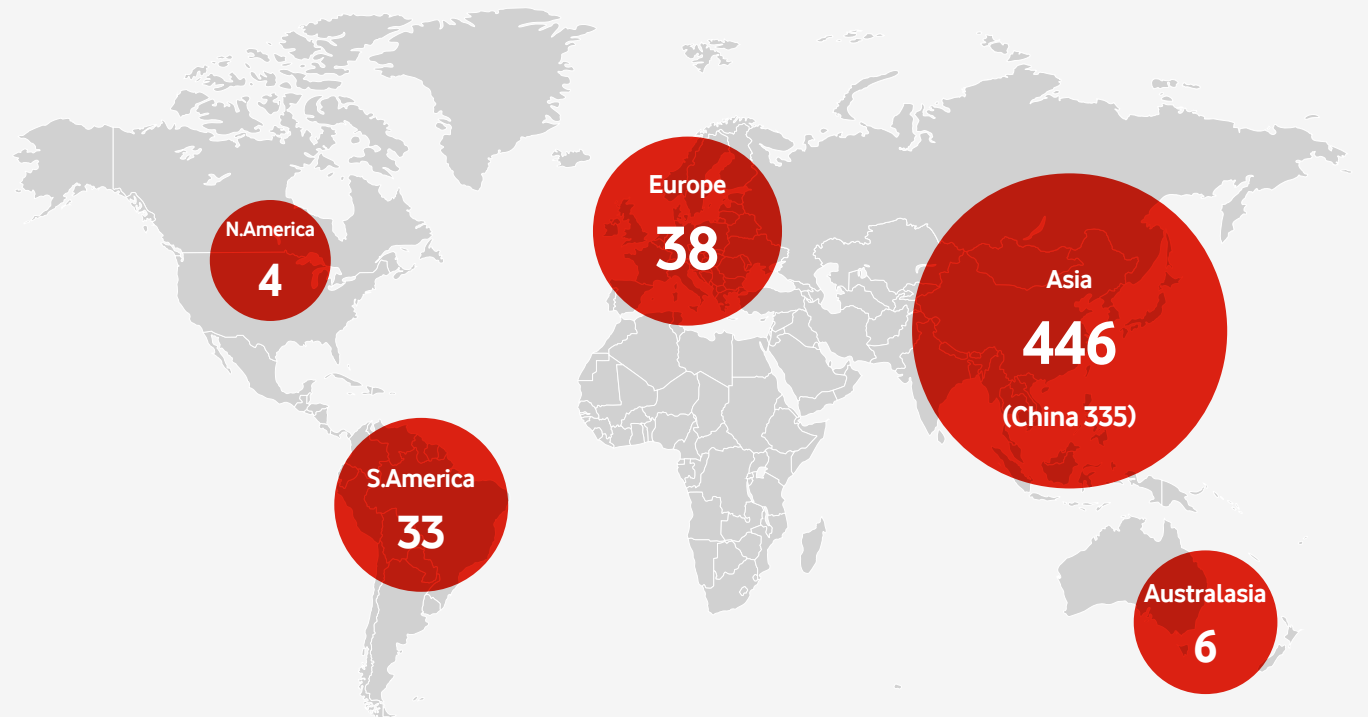 Europe
38
N.America
4
Asia
446
(China 335)
S.America
33
Australasia
6